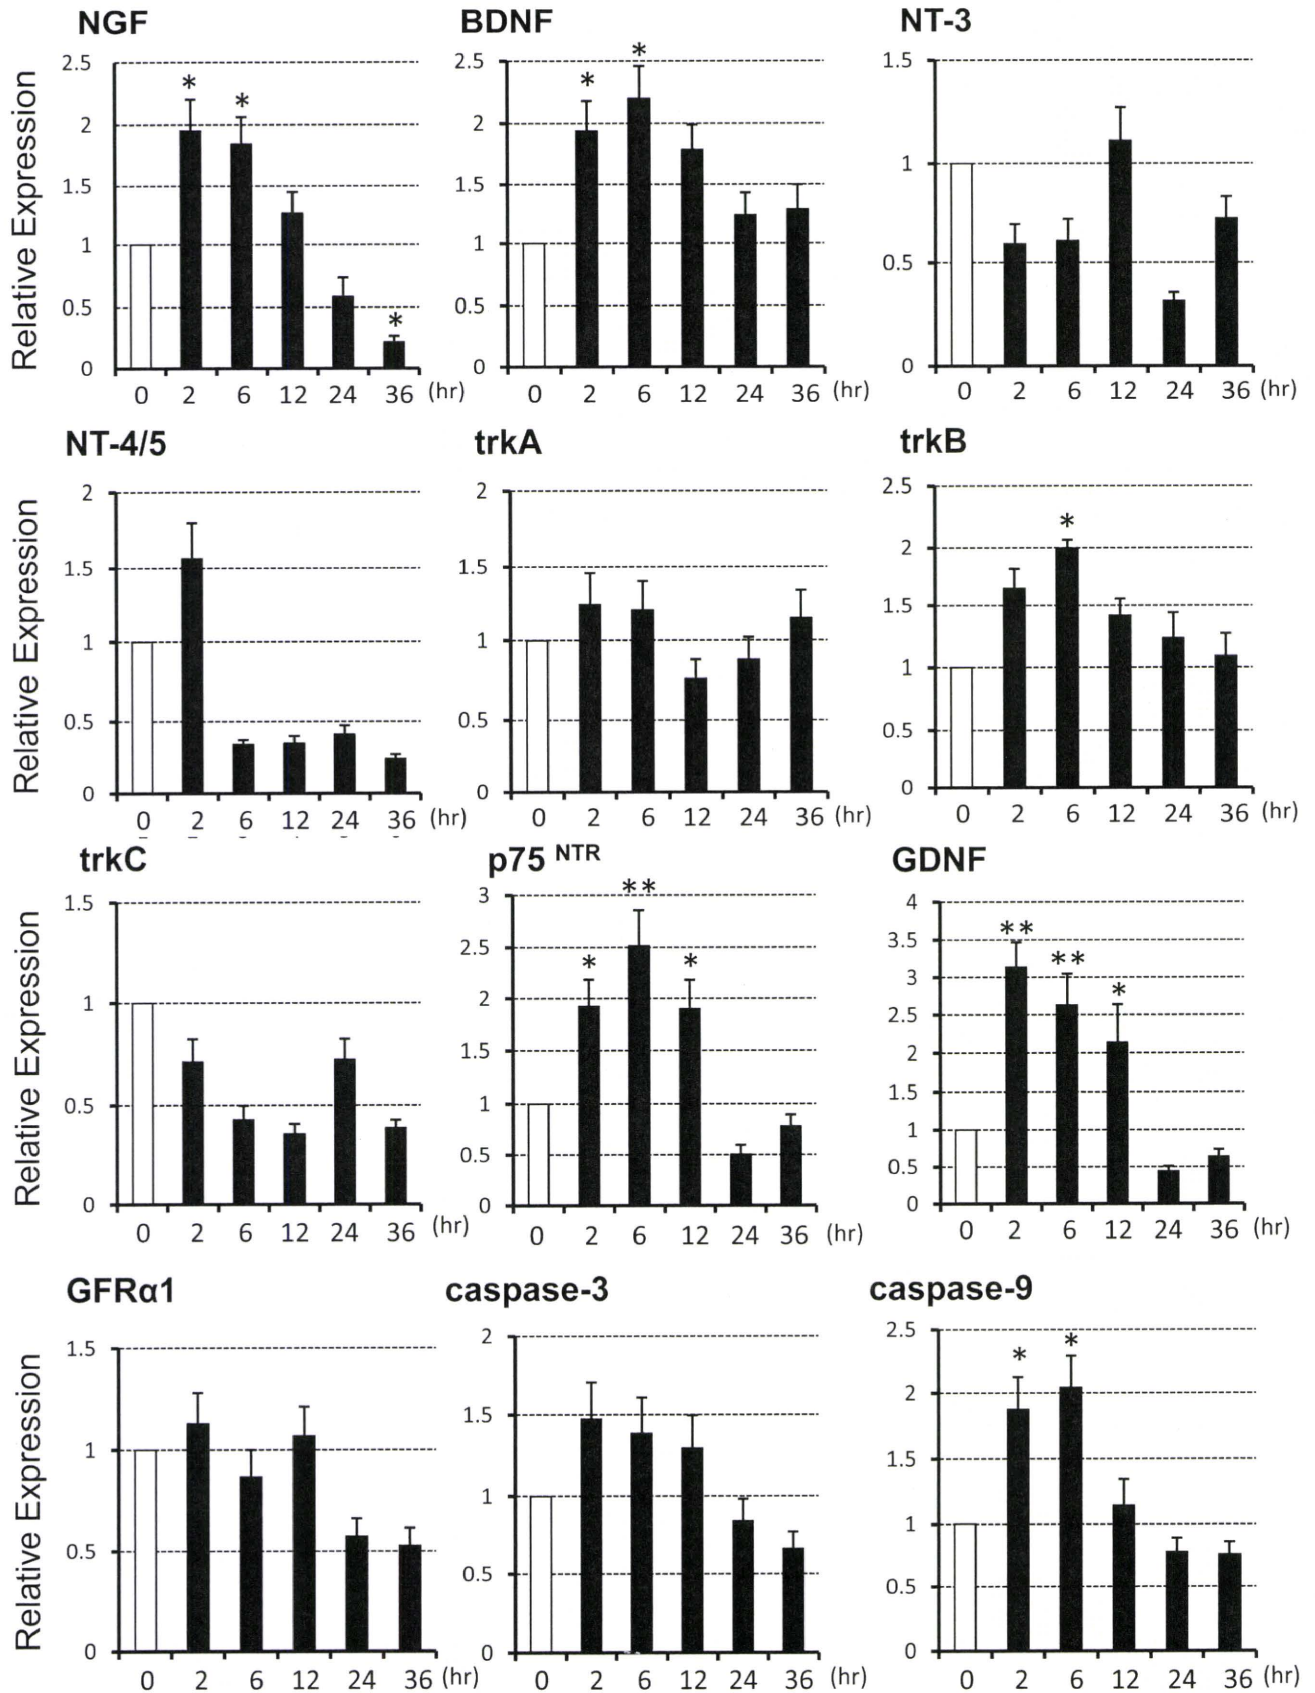 NGF
BDNF
NT-3
Relative Expression
2.5
2
1.5
1
0.5
0
* * *
0 2 6 12 24 36 (hr)
2.5
2
1.5
1
0.5
0
* *
0 2 6 12 24 36 (hr)
1.5
1
0.5
0
0 2 6 12 24 36 (hr)
NT-4/5
trkA
trkB
Relative Expression
2
1.5
1
0.5
0
0 2 6 12 24 36 (hr)
2
1.5
1
0.5
0
0 2 6 12 24 36 (hr)
2.5
2
1.5
1
0.5
0
*
0 2 6 12 24 36 (hr)
trkC
p75 NTR
GDNF
Relative Expression
1.5
1
0.5
0
0 2 6 12 24 36 (hr)
3
2.5
2
1.5
1
0.5
0
* ** *
0 2 6 12 24 36 (hr)
4
3.5
3
2.5
2
1.5
1
0.5
0
** ** *
0 2 6 12 24 36 (hr)
GFRα1
caspase-3
caspase-9
Relative Expression
1.5
1
0.5
0
0 2 6 12 24 36 (hr)
2
1.5
1
0.5
0
0 2 6 12 24 36 (hr)
2.5
2
1.5
1
0.5
0
* *
0 2 6 12 24 36 (hr)